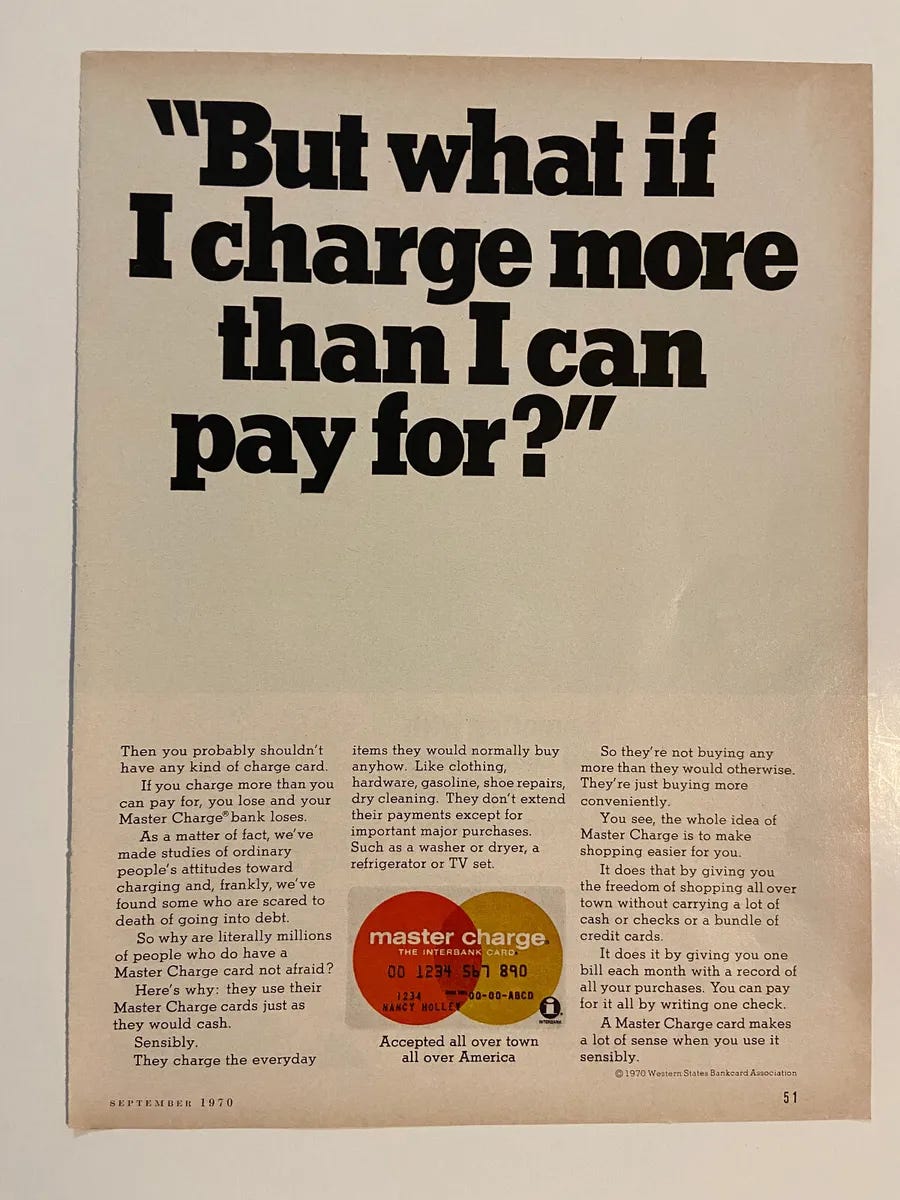 "But what if
I charge more
than I can
pay for?"
Then you probably shouldn't
have any kind of charge card.
If you charge more than you
can pay for, you lose and your
Master Charge® bank loses.
As a matter of fact, we've
made studies of ordinary
people's attitudes toward
charging and, frankly, we've
found some who are scared to
death of going into debt.
So why are literally millions
of people who do have a
Master Charge card not afraid?
Here's why: they use their
Master Charge cards just as
they would cash.
Sensibly.
They charge the everyday
items they would normally buy
anyhow. Like clothing,
hardware, gasoline, shoe repairs,
dry cleaning. They don't extend
their payments except for
important major purchases.
Such as a washer or dryer, a
refrigerator or TV set.
master charge®
THE INTERBANK CARD
00 1234 567 890
1234 00-00-ABCD
NANCY HOLLEY
i®
INTERBANK
Accepted all over town
all over America
So they're not buying any
more than they would otherwise.
They're just buying more
conveniently.
You see, the whole idea of
Master Charge is to make
shopping easier for you.
It does that by giving you
the freedom of shopping all over
town without carrying a lot of
cash or checks or a bundle of
credit cards.
It does it by giving you one
bill each month with a record of
all your purchases. You can pay
for it all by writing one check.
A Master Charge card makes
a lot of sense when you use it
sensibly.
© 1970 Western States Bankcard Association
SEPTEMBER 1970
51